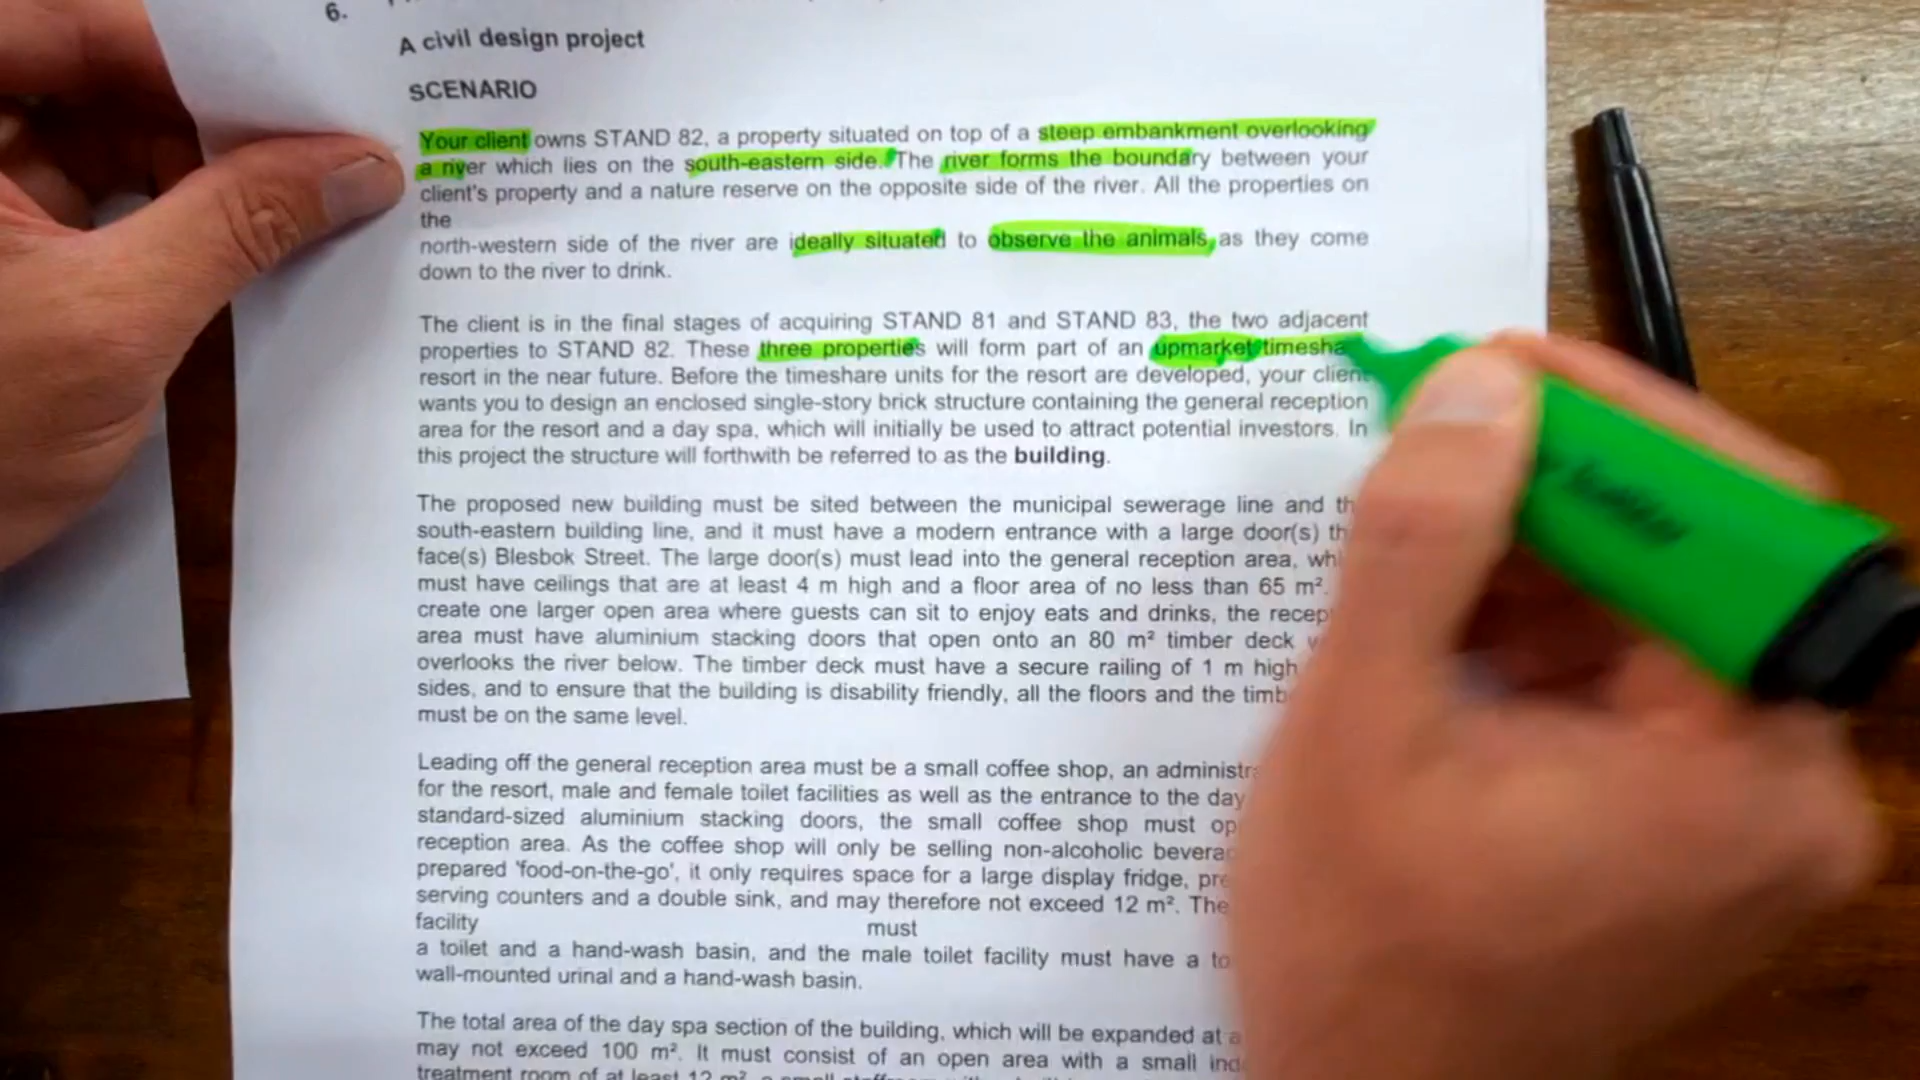 6.
A civil design project
SCENARIO
Your client owns STAND 82, a property situated on top of a steep embankment overlooking
a river which lies on the south-eastern side. The river forms the boundary between your
client's property and a nature reserve on the opposite side of the river. All the properties on
the
north-western side of the river are ideally situated to observe the animals, as they come
down to the river to drink.
The client is in the final stages of acquiring STAND 81 and STAND 83, the two adjacent
properties to STAND 82. These three properties will form part of an upmarket timesha
resort in the near future. Before the timeshare units for the resort are developed, your client
wants you to design an enclosed single-story brick structure containing the general reception
area for the resort and a day spa, which will initially be used to attract potential investors. In
this project the structure will forthwith be referred to as the building.
The proposed new building must be sited between the municipal sewerage line and th
south-eastern building line, and it must have a modern entrance with a large door(s) th
face(s) Blesbok Street. The large door(s) must lead into the general reception area, whi
must have ceilings that are at least 4 m high and a floor area of no less than 65 m².
create one larger open area where guests can sit to enjoy eats and drinks, the recep
area must have aluminium stacking doors that open onto an 80 m² timber deck
overlooks the river below. The timber deck must have a secure railing of 1 m high
sides, and to ensure that the building is disability friendly, all the floors and the timb
must be on the same level.
Leading off the general reception area must be a small coffee shop, an administra
for the resort, male and female toilet facilities as well as the entrance to the day
standard-sized aluminium stacking doors, the small coffee shop must op
reception area. As the coffee shop will only be selling non-alcoholic beverag
prepared 'food-on-the-go', it only requires space for a large display fridge, pre
serving counters and a double sink, and may therefore not exceed 12 m². The
facility must
a toilet and a hand-wash basin, and the male toilet facility must have a to
wall-mounted urinal and a hand-wash basin.
The total area of the day spa section of the building, which will be expanded at a
may not exceed 100 m². It must consist of an open area with a small ind
treatment room of at least 12 m², a small